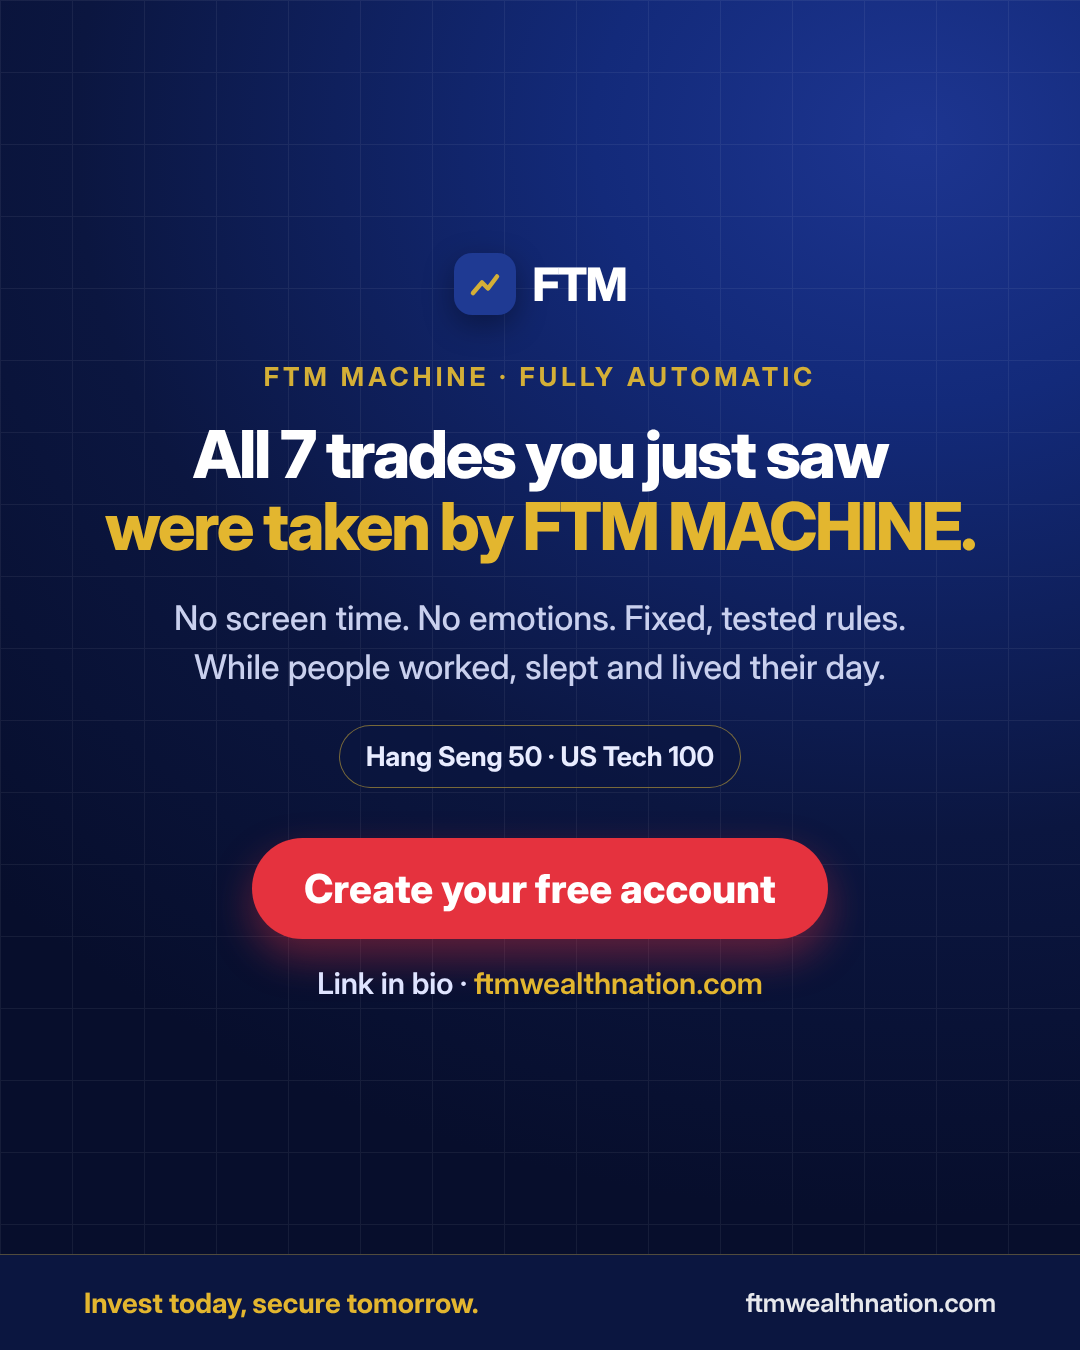 FTM
FTM MACHINE · FULLY AUTOMATIC
All 7 trades you just saw
were taken by FTM MACHINE.
No screen time. No emotions. Fixed, tested rules.
While people worked, slept and lived their day.
Hang Seng 50 · US Tech 100
Create your free account
Link in bio · ftmwealthnation.com
Invest today, secure tomorrow.
ftmwealthnation.com